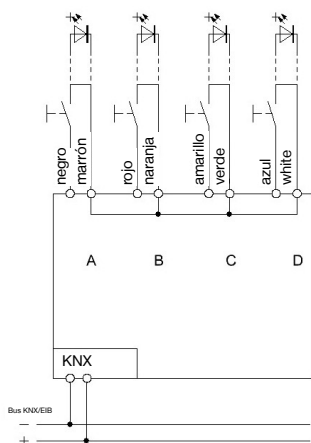 negro
marrón
rojo
naranja
amarillo
verde
azul
white
A
B
C
D
KNX
Bus KNX/EIB
−
+